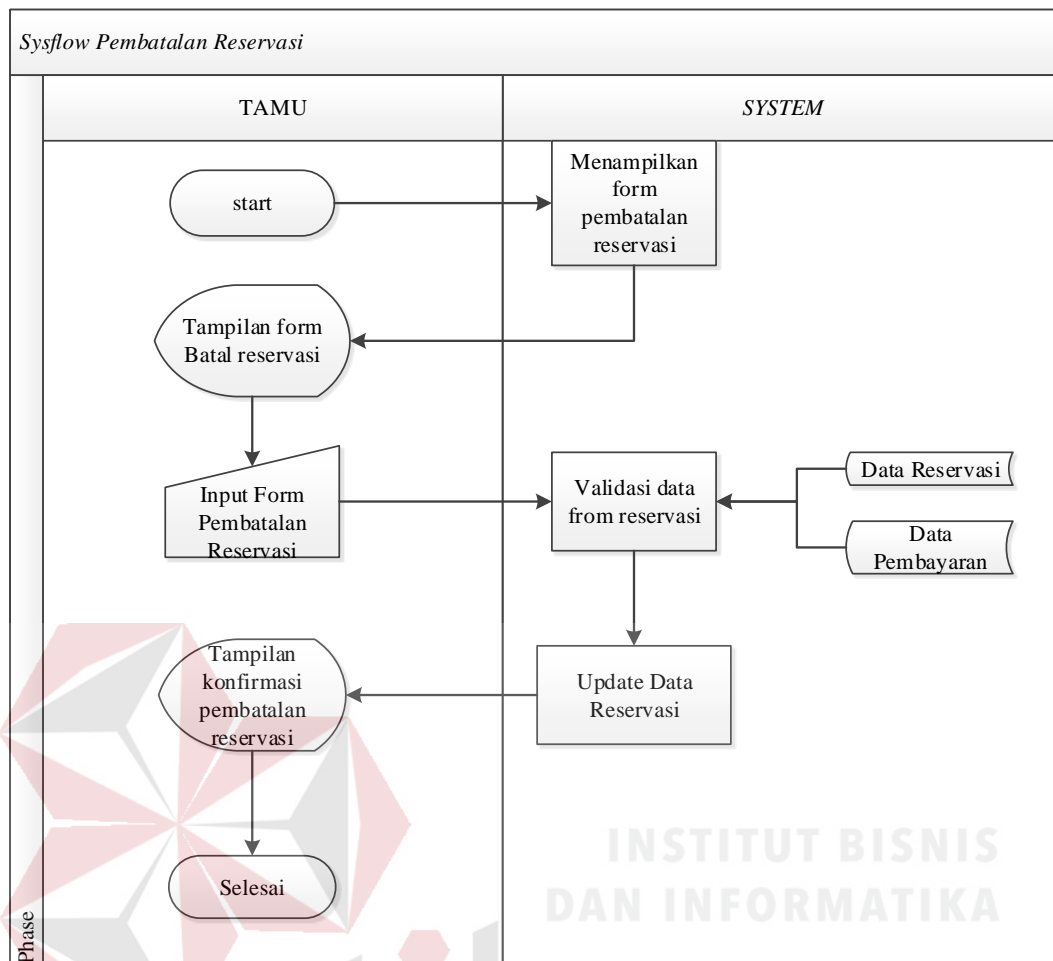 Sysflow Pembatalan Reservasi
TAMU
SYSTEM
start
Menampilkan
form
pembatalan
reservasi
Tampilan form
Batal reservasi
Input Form
Pembatalan
Reservasi
Validasi data
from reservasi
Data Reservasi
Data
Pembayaran
Tampilan
konfirmasi
pembatalan
reservasi
Update Data
Reservasi
Selesai
Phase
INSTITUT BISNIS
DAN INFORMATIKA